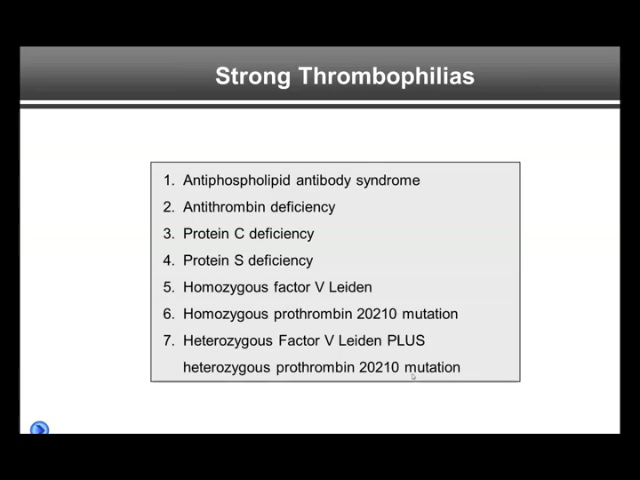 Strong Thrombophilias
1. Antiphospholipid antibody syndrome
2. Antithrombin deficiency
3. Protein C deficiency
4. Protein S deficiency
5. Homozygous factor V Leiden
6. Homozygous prothrombin 20210 mutation
7. Heterozygous Factor V Leiden PLUS
heterozygous prothrombin 20210 mutation